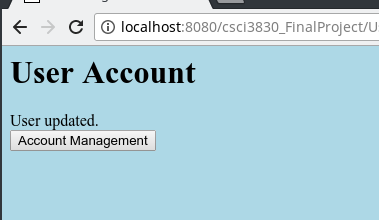 localhost:8080/csci3830_FinalProject/U
User Account
User updated.
Account Management